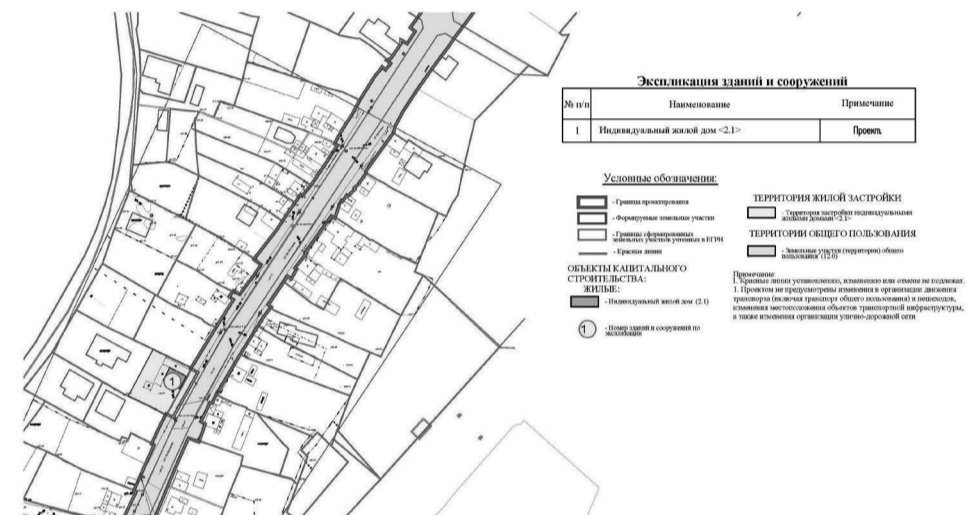 Экспликация зданий и сооружений
№ п/п Наименование Примечание
1 Индивидуальный жилой дом <2.1> Проект.
Условные обозначения:
- Граница проектирования
- Формируемые земельные участки
- Границы сформированных
земельных участков учтенных в ЕГРН
- Красные линии
ОБЪЕКТЫ КАПИТАЛЬНОГО
СТРОИТЕЛЬСТВА:
ЖИЛЫЕ:
- Индивидуальный жилой дом (2.1)
1 - Номер зданий и сооружений по
экспликации
ТЕРРИТОРИЯ ЖИЛОЙ ЗАСТРОЙКИ
- Территория застройки индивидуальными
жилыми домами <2.1>
ТЕРРИТОРИИ ОБЩЕГО ПОЛЬЗОВАНИЯ
- Земельные участки (территории) общего
пользования (12.0)
Примечание:
1. Красные линии установлению, изменению или отмене не подлежат.
1. Проектом не предусмотрены изменения в организации движения
транспорта (включая транспорт общего пользования) и пешеходов,
изменения местоположения объектов транспортной инфраструктуры,
а также изменения организации улично-дорожной сети
1